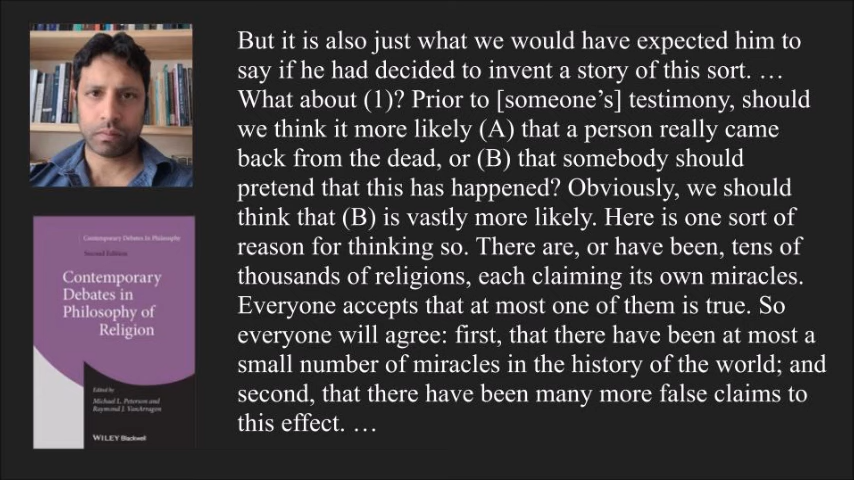 But it is also just what we would have expected him to
say if he had decided to invent a story of this sort. …
What about (1)? Prior to [someone’s] testimony, should
we think it more likely (A) that a person really came
back from the dead, or (B) that somebody should
pretend that this has happened? Obviously, we should
think that (B) is vastly more likely. Here is one sort of
reason for thinking so. There are, or have been, tens of
thousands of religions, each claiming its own miracles.
Everyone accepts that at most one of them is true. So
everyone will agree: first, that there have been at most a
small number of miracles in the history of the world; and
second, that there have been many more false claims to
this effect. …
Contemporary Debates in Philosophy
Second Edition
Contemporary
Debates in
Philosophy of
Religion
Edited by
Michael L. Peterson and
Raymond J. VanArragon
WILEY Blackwell